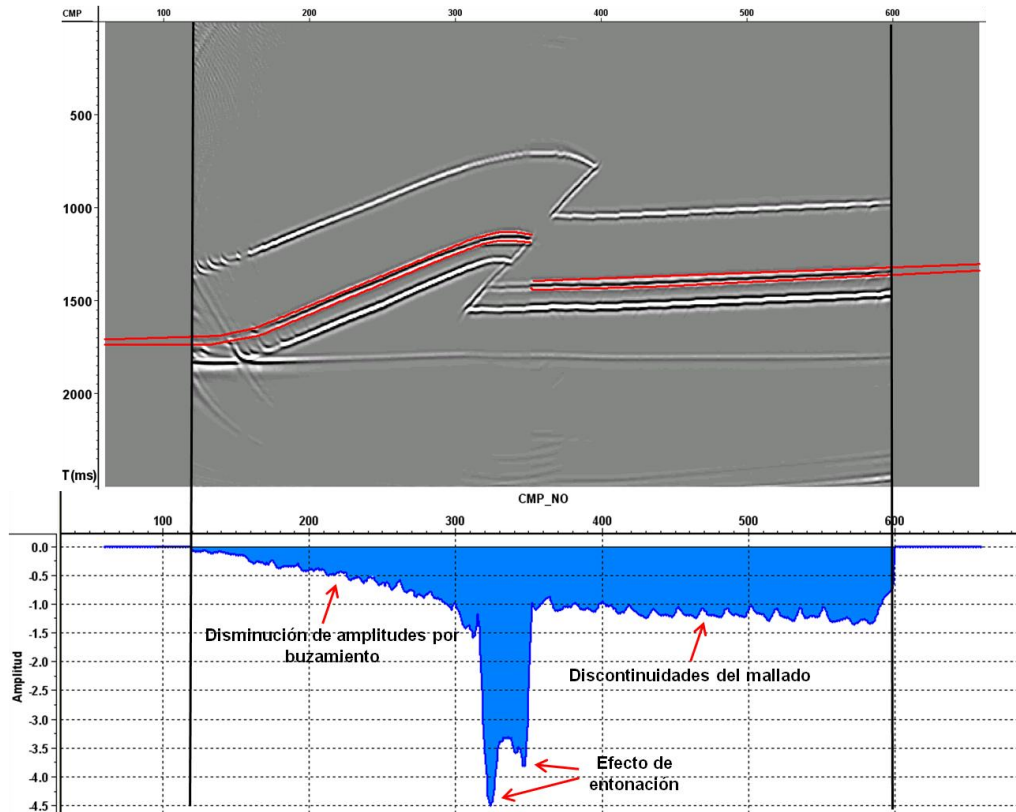 CMP 100 200 300 400 500 600
500
1000
1500
2000
T(ms)
CMP_NO
100 200 300 400 500 600
0.0
-0.5
-1.0
-1.5
-2.0
-2.5
-3.0
-3.5
-4.0
-4.5
Amplitud
Disminución de amplitudes por
buzamiento
Discontinuidades del mallado
Efecto de
entonación